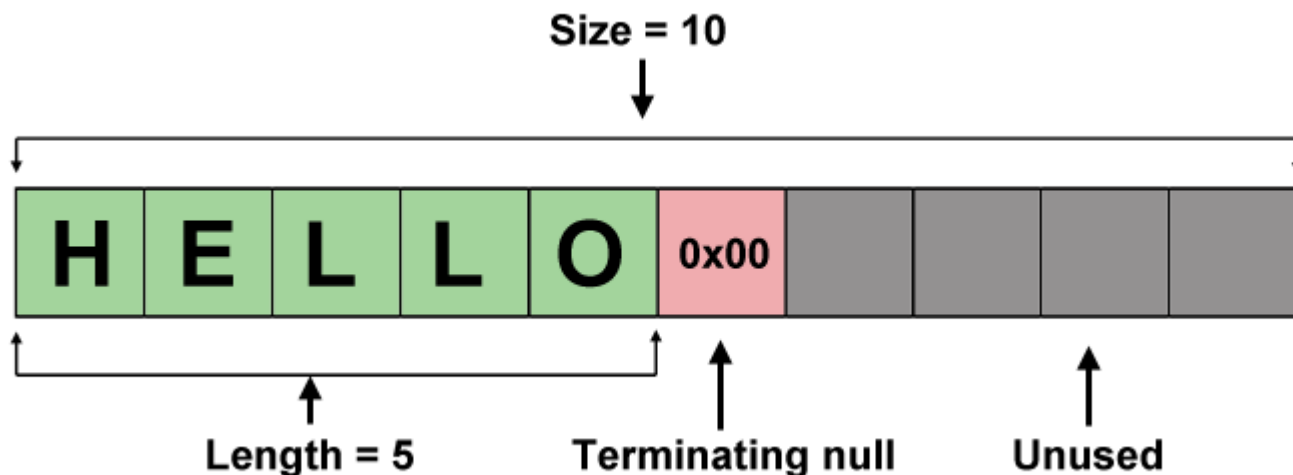 Size = 10
H E L L O 0x00
Length = 5 Terminating null Unused